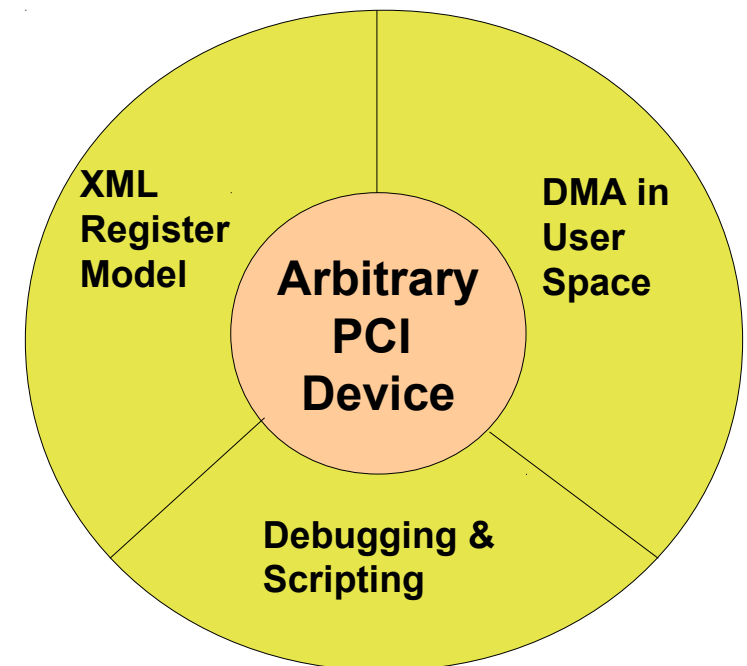 XML
Register
Model
Arbitrary
PCI
Device
DMA in
User
Space
Debugging &
Scripting